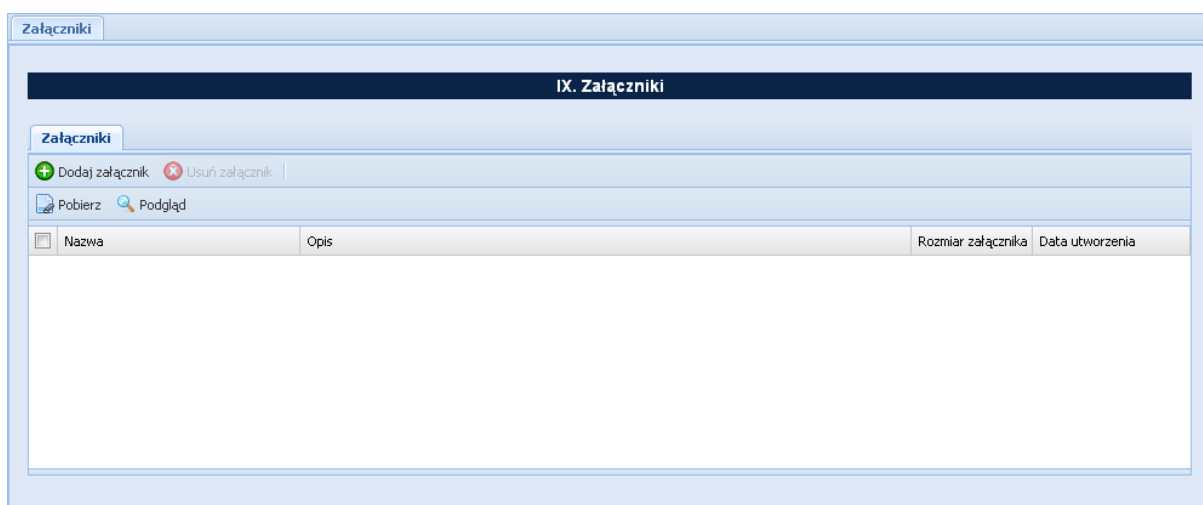 Załączniki
IX. Załączniki
Załączniki
Dodaj załącznik Usuń załącznik
Pobierz Podgląd
Nazwa Opis Rozmiar załącznika Data utworzenia